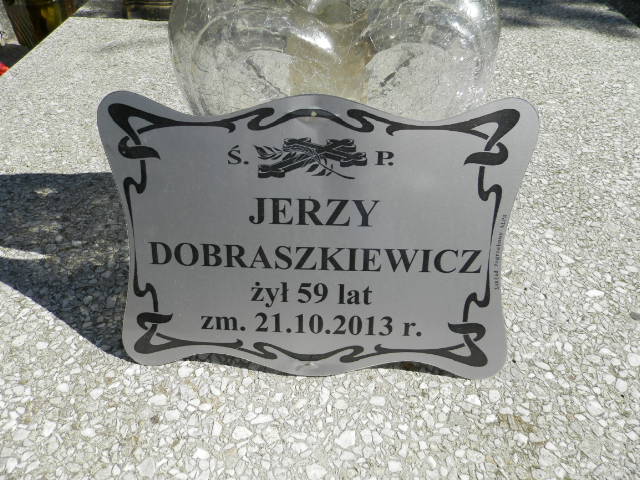 Ś. P.
JERZY
DOBRASZKIEWICZ
żył 59 lat
zm. 21.10.2013 r.